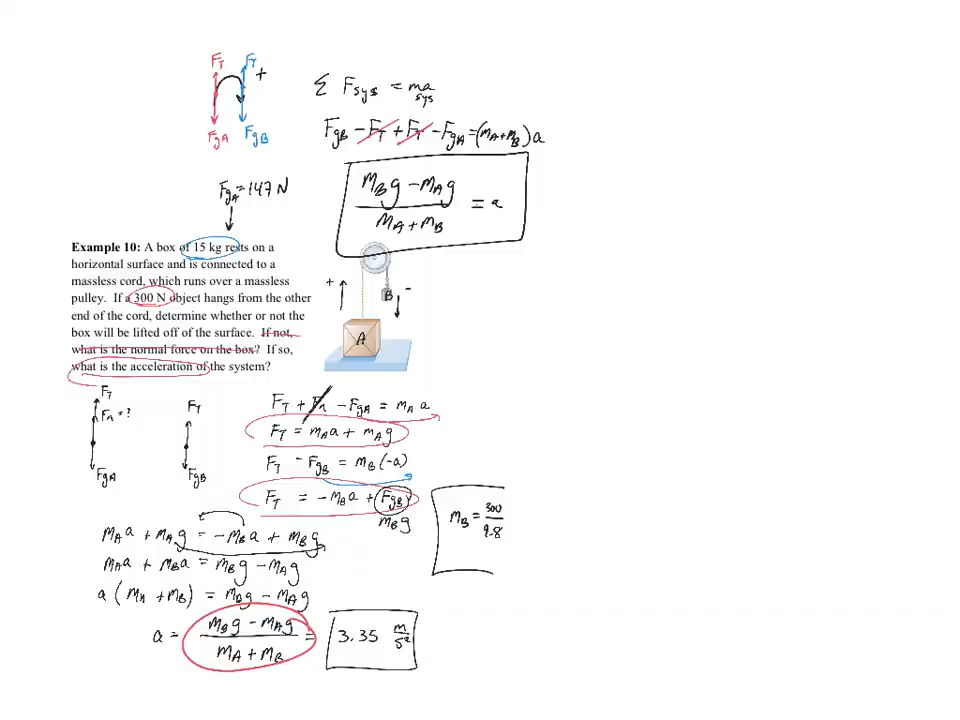 F_T F_T
+
F_gA F_gB
Σ F_sys = ma_sys
F_gB - F_T + F_T - F_gA = (m_A + m_B) a
F_gA = 147 N
(m_B g - m_A g) / (m_A + m_B) = a
Example 10: A box of 15 kg rests on a
horizontal surface and is connected to a
massless cord, which runs over a massless
pulley. If a 300 N object hangs from the other
end of the cord, determine whether or not the
box will be lifted off of the surface. If not,
what is the normal force on the box? If so,
what is the acceleration of the system?
+
B
-
A
F_T
F_n = ?
F_gA
F_T
F_gB
F_T + F_n - F_gA = m_A a
F_T = m_A a + m_A g
F_T - F_gB = m_B (-a)
F_T = -m_B a + F_gB
m_B g
m_B = 300 / 9.8
m_A a + m_A g = -m_B a + m_B g
m_A a + m_B a = m_B g - m_A g
a (m_A + m_B) = m_B g - m_A g
a = (m_B g - m_A g) / (m_A + m_B) = 3.35 m/s²